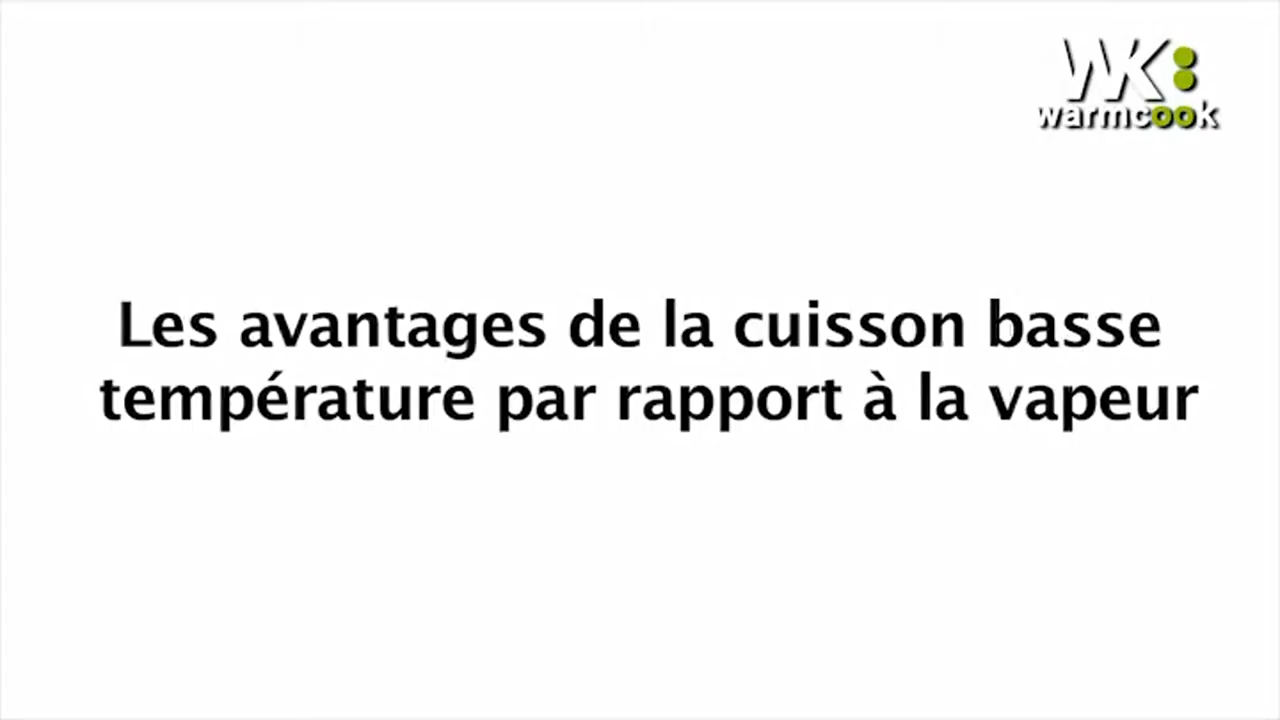 WK:
warmcook
Les avantages de la cuisson basse
température par rapport à la vapeur